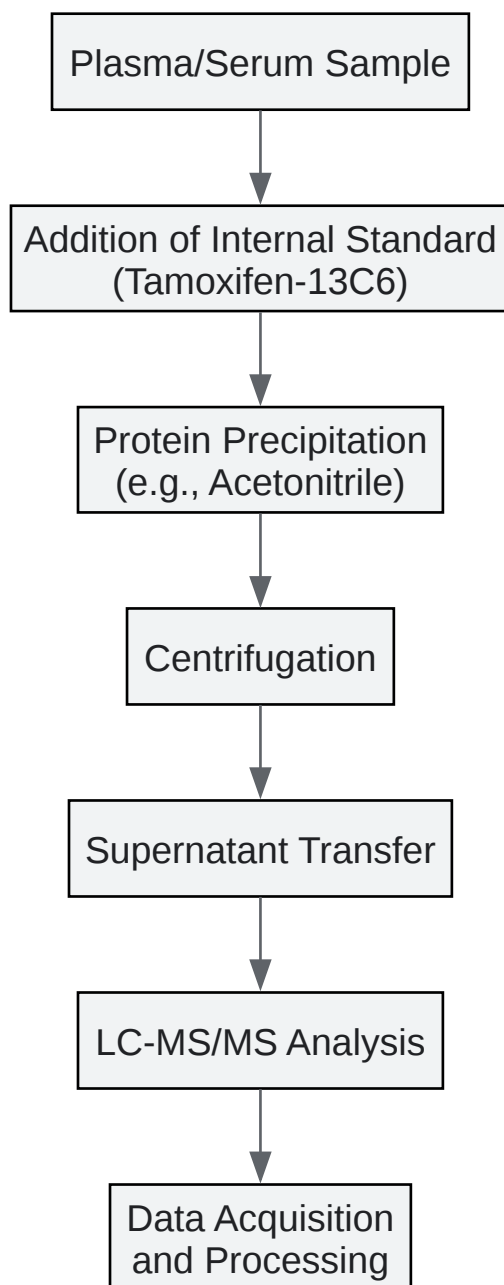 Plasma/Serum Sample
Addition of Internal Standard
(Tamoxifen-13C6)
Protein Precipitation
(e.g., Acetonitrile)
Centrifugation
Supernatant Transfer
LC-MS/MS Analysis
Data Acquisition
and Processing